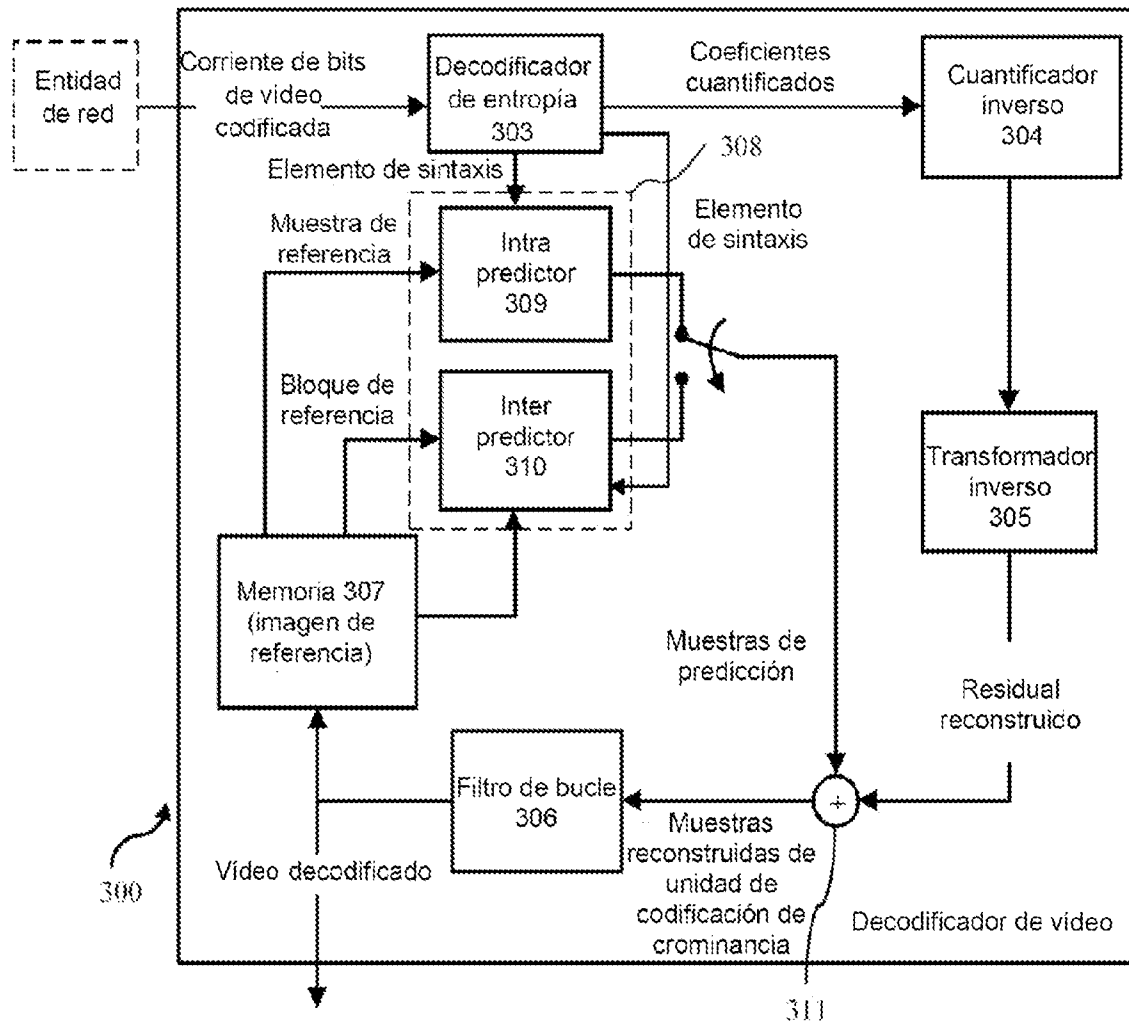 Entidad
de red
Corriente de bits
de vídeo
codificada
Decodificador
de entropía
303
Coeficientes
cuantificados
Cuantificador
inverso
304
308
Elemento de sintaxis
Muestra de
referencia
Intra
predictor
309
Elemento
de sintaxis
Bloque de
referencia
Inter
predictor
310
Transformador
inverso
305
Memoria 307
(imagen de
referencia)
Muestras de
predicción
Residual
reconstruido
Filtro de bucle
306
+
Muestras
reconstruidas de
unidad de
codificación de
crominancia
Vídeo decodificado
300
Decodificador de vídeo
311